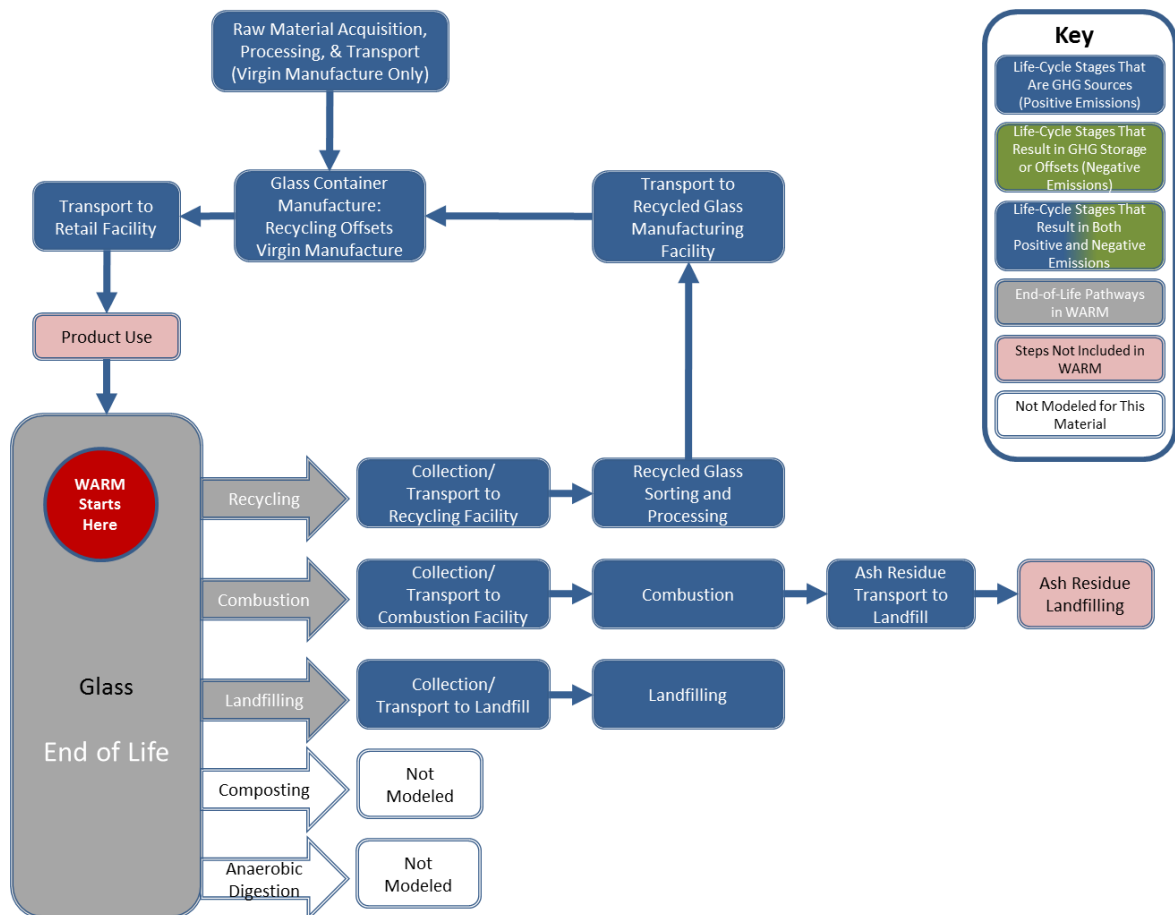 Raw Material Acquisition,
Processing, & Transport
(Virgin Manufacture Only)
Glass Container
Manufacture:
Recycling Offsets
Virgin Manufacture
Transport to
Recycled Glass
Manufacturing
Facility
Transport to
Retail Facility
Product Use
WARM
Starts
Here
Glass
End of Life
Recycling
Collection/
Transport to
Recycling Facility
Recycled Glass
Sorting and
Processing
Combustion
Collection/
Transport to
Combustion Facility
Combustion
Ash Residue
Transport to
Landfill
Ash Residue
Landfilling
Landfilling
Collection/
Transport to Landfill
Landfilling
Composting
Not
Modeled
Anaerobic
Digestion
Not
Modeled
Key
Life-Cycle Stages That
Are GHG Sources
(Positive Emissions)
Life-Cycle Stages That
Result in GHG Storage
or Offsets (Negative
Emissions)
Life-Cycle Stages That
Result in Both
Positive and Negative
Emissions
End-of-Life Pathways
in WARM
Steps Not Included in
WARM
Not Modeled for This
Material